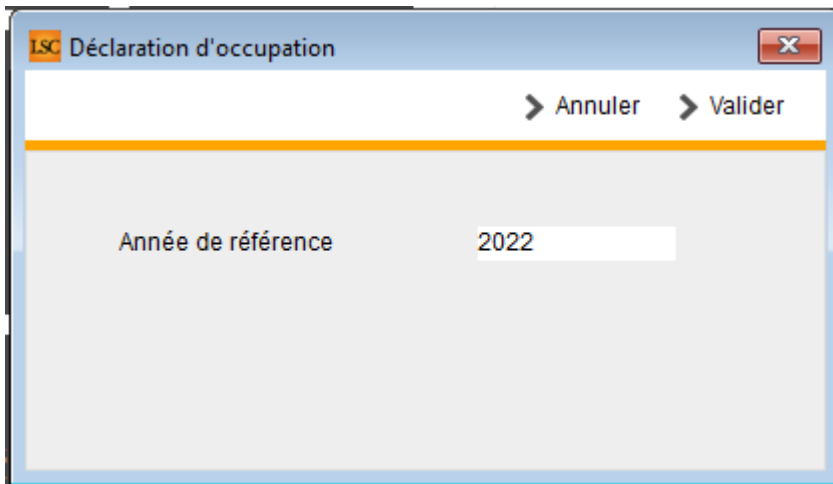 LSC Déclaration d'occupation
Annuler Valider
Année de référence 2022